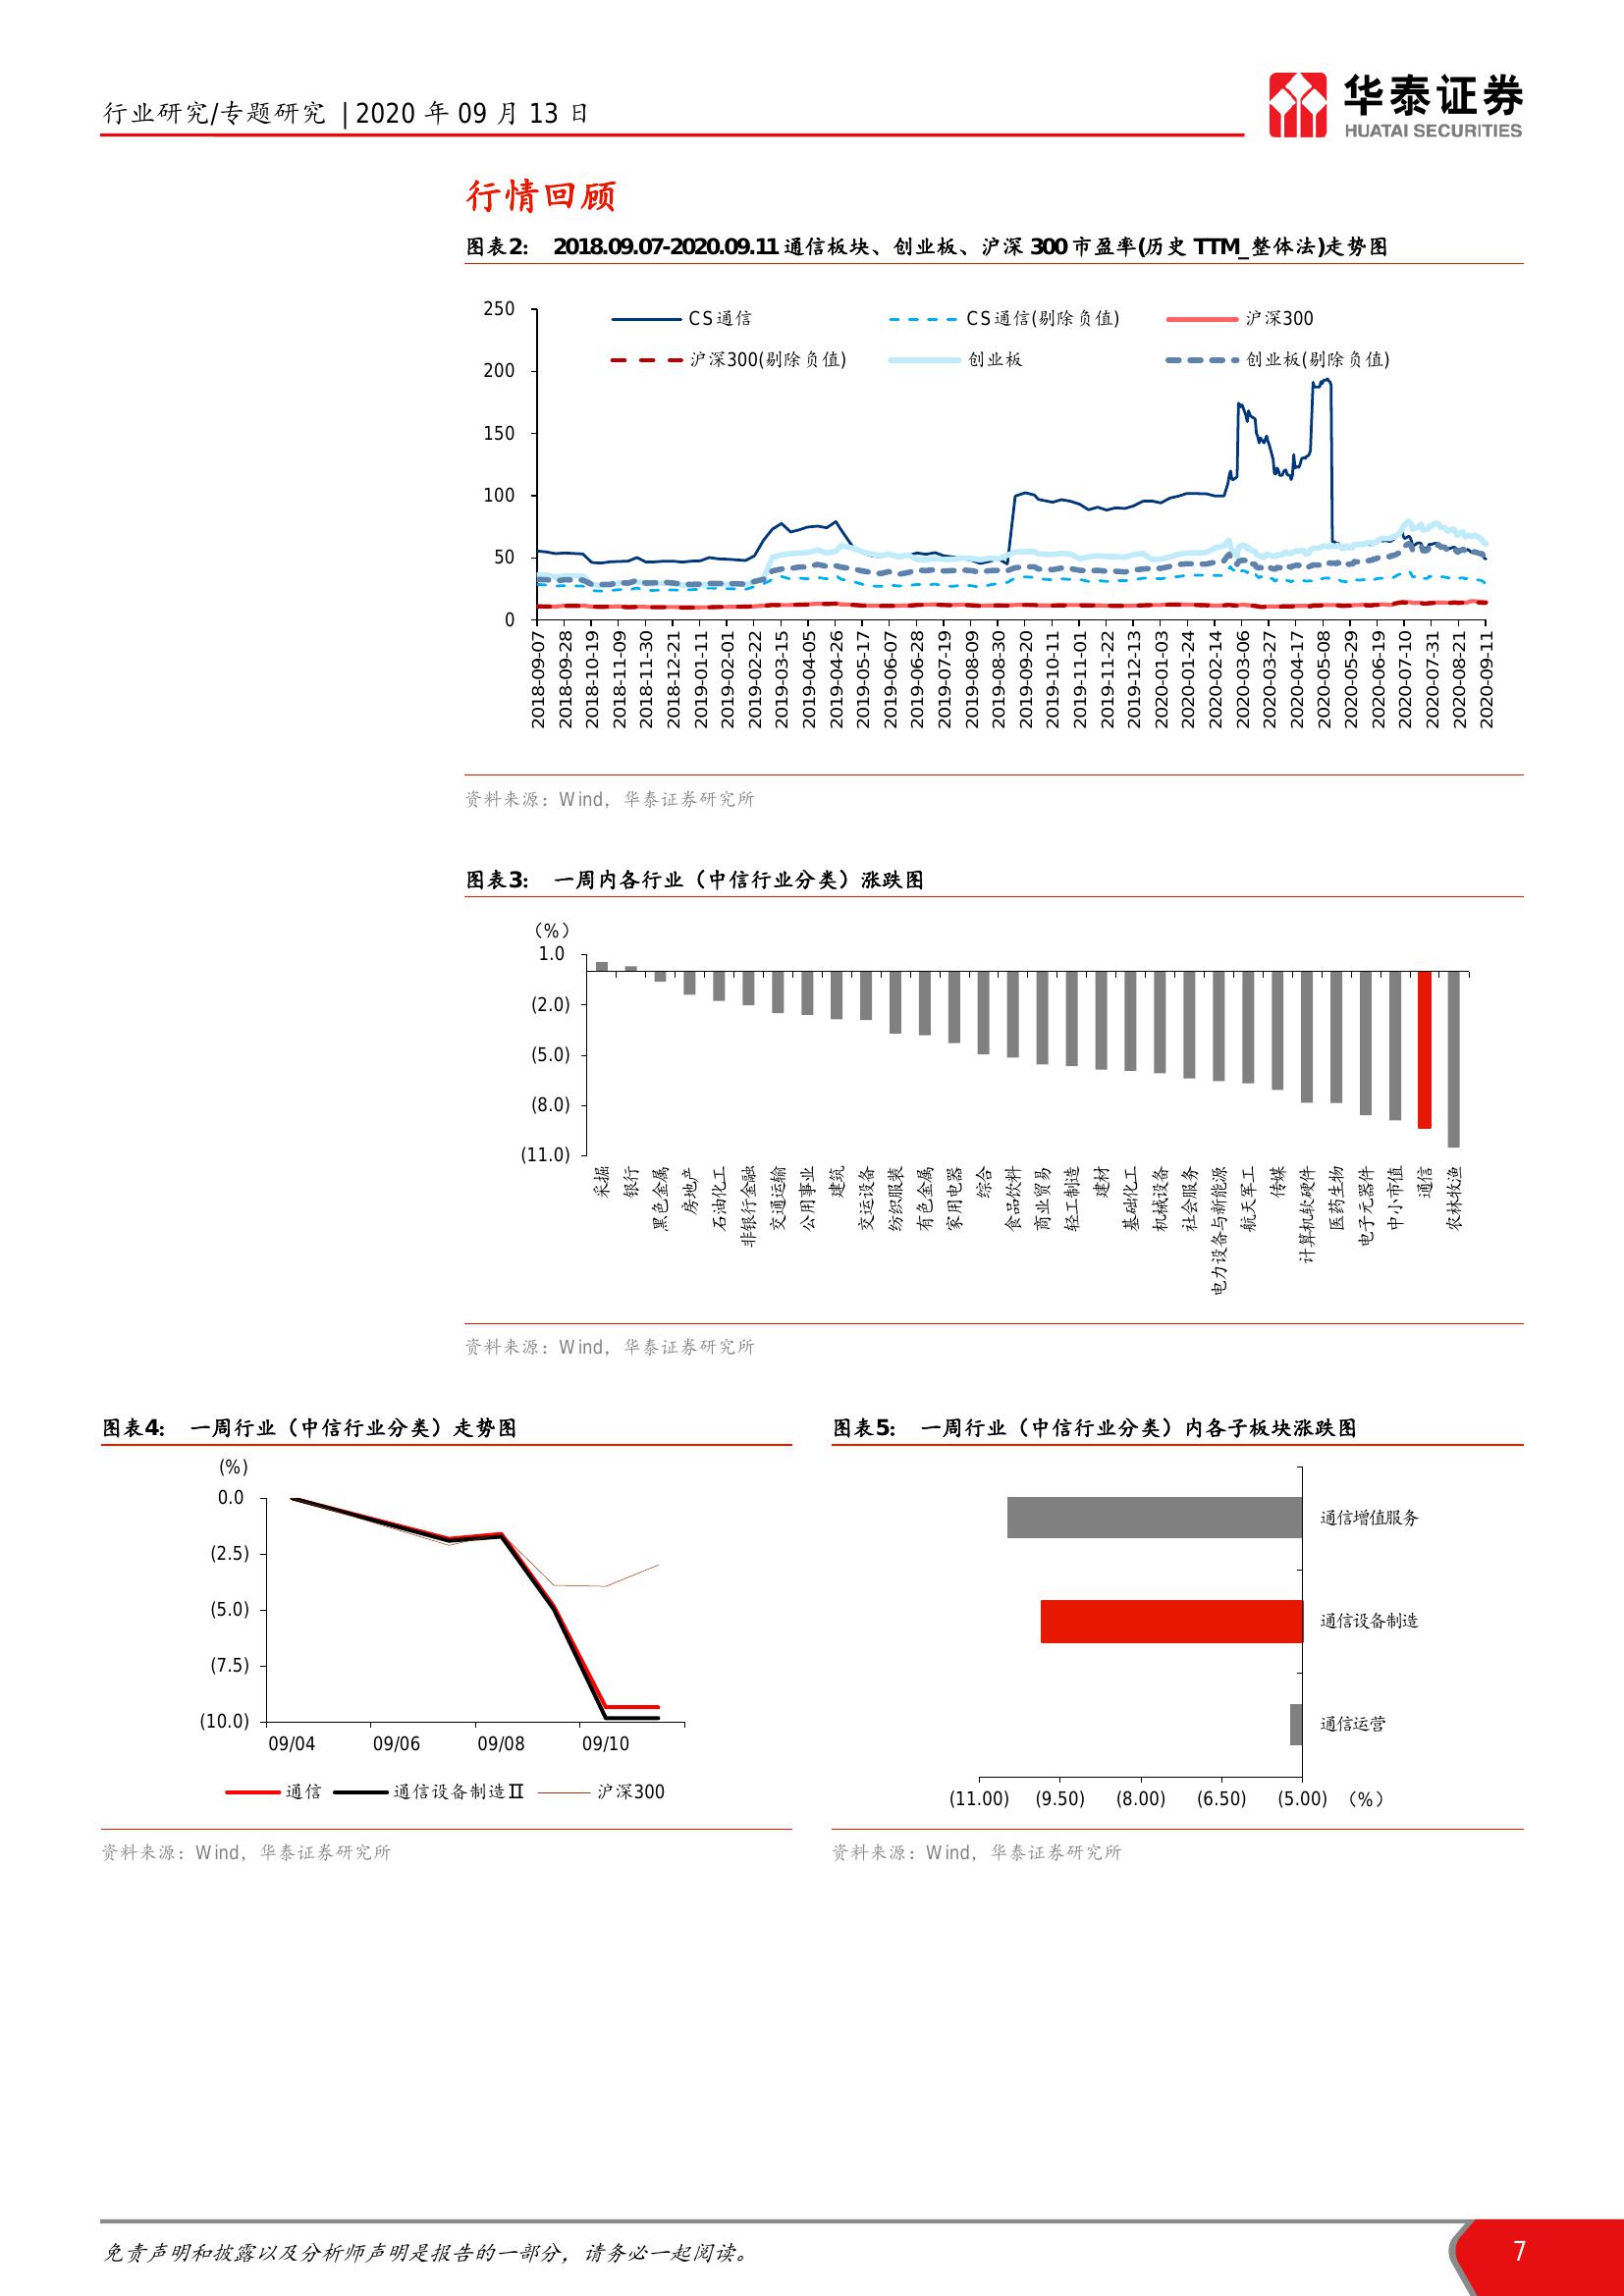 行业研究/专题研究 | 2020 年 09 月 13 日
华泰证券
HUATAI SECURITIES
行情回顾
图表2： 2018.09.07-2020.09.11 通信板块、创业板、沪深 300 市盈率(历史 TTM_整体法)走势图
250
200
150
100
50
0
CS通信
CS通信(剔除负值)
沪深300
沪深300(剔除负值)
创业板
创业板(剔除负值)
2018-09-07
2018-09-28
2018-10-19
2018-11-09
2018-11-30
2018-12-21
2019-01-11
2019-02-01
2019-02-22
2019-03-15
2019-04-05
2019-04-26
2019-05-17
2019-06-07
2019-06-28
2019-07-19
2019-08-09
2019-08-30
2019-09-20
2019-10-11
2019-11-01
2019-11-22
2019-12-13
2020-01-03
2020-01-24
2020-02-14
2020-03-06
2020-03-27
2020-04-17
2020-05-08
2020-05-29
2020-06-19
2020-07-10
2020-07-31
2020-08-21
2020-09-11
资料来源：Wind，华泰证券研究所
图表3： 一周内各行业（中信行业分类）涨跌图
（%）
1.0
(2.0)
(5.0)
(8.0)
(11.0)
采掘
银行
黑色金属
房地产
石油化工
非银行金融
交通运输
公用事业
建筑
交运设备
纺织服装
有色金属
家用电器
综合
食品饮料
商业贸易
轻工制造
建材
基础化工
机械设备
社会服务
电力设备与新能源
航天军工
传媒
计算机软硬件
医药生物
电子元器件
中小市值
通信
农林牧渔
资料来源：Wind，华泰证券研究所
图表4： 一周行业（中信行业分类）走势图
(%)
0.0
(2.5)
(5.0)
(7.5)
(10.0)
09/04
09/06
09/08
09/10
通信
通信设备制造Ⅱ
沪深300
资料来源：Wind，华泰证券研究所
图表5： 一周行业（中信行业分类）内各子板块涨跌图
通信增值服务
通信设备制造
通信运营
(11.00)
(9.50)
(8.00)
(6.50)
(5.00)
（%）
资料来源：Wind，华泰证券研究所
免责声明和披露以及分析师声明是报告的一部分，请务必一起阅读。
7